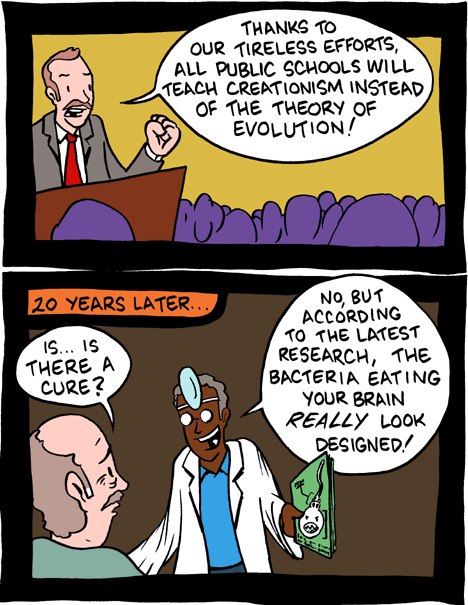 THANKS TO
OUR TIRELESS EFFORTS,
ALL PUBLIC SCHOOLS WILL
TEACH CREATIONISM INSTEAD
OF THE THEORY OF
EVOLUTION!
20 YEARS LATER...
IS... IS
THERE A
CURE?
NO, BUT
ACCORDING
TO THE LATEST
RESEARCH, THE
BACTERIA EATING
YOUR BRAIN
REALLY LOOK
DESIGNED!